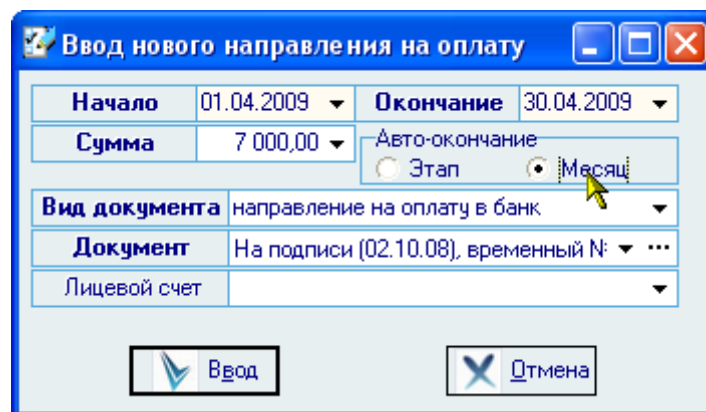 Ввод нового направления на оплату
Начало 01.04.2009 Окончание 30.04.2009
Сумма 7 000,00 Авто-окончание
Этап Месяц
Вид документа направление на оплату в банк
Документ На подписи (02.10.08), временный №
Лицевой счет
Ввод Отмена